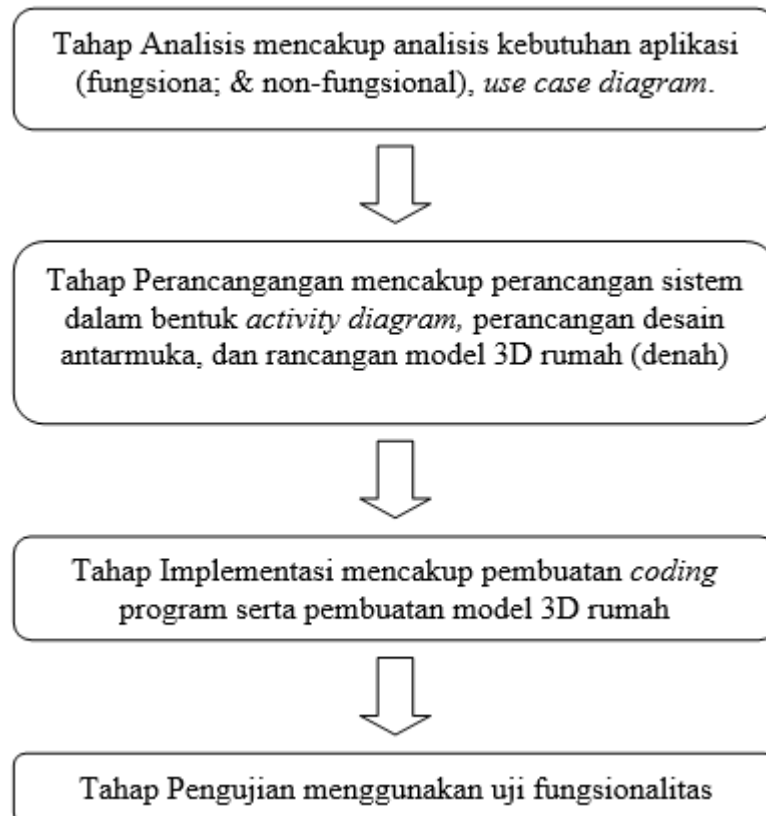 Tahap Analisis mencakup analisis kebutuhan aplikasi
(fungsiona; & non-fungsional), use case diagram.
Tahap Perancangangan mencakup perancangan sistem
dalam bentuk activity diagram, perancangan desain
antarmuka, dan rancangan model 3D rumah (denah)
Tahap Implementasi mencakup pembuatan coding
program serta pembuatan model 3D rumah
Tahap Pengujian menggunakan uji fungsionalitas